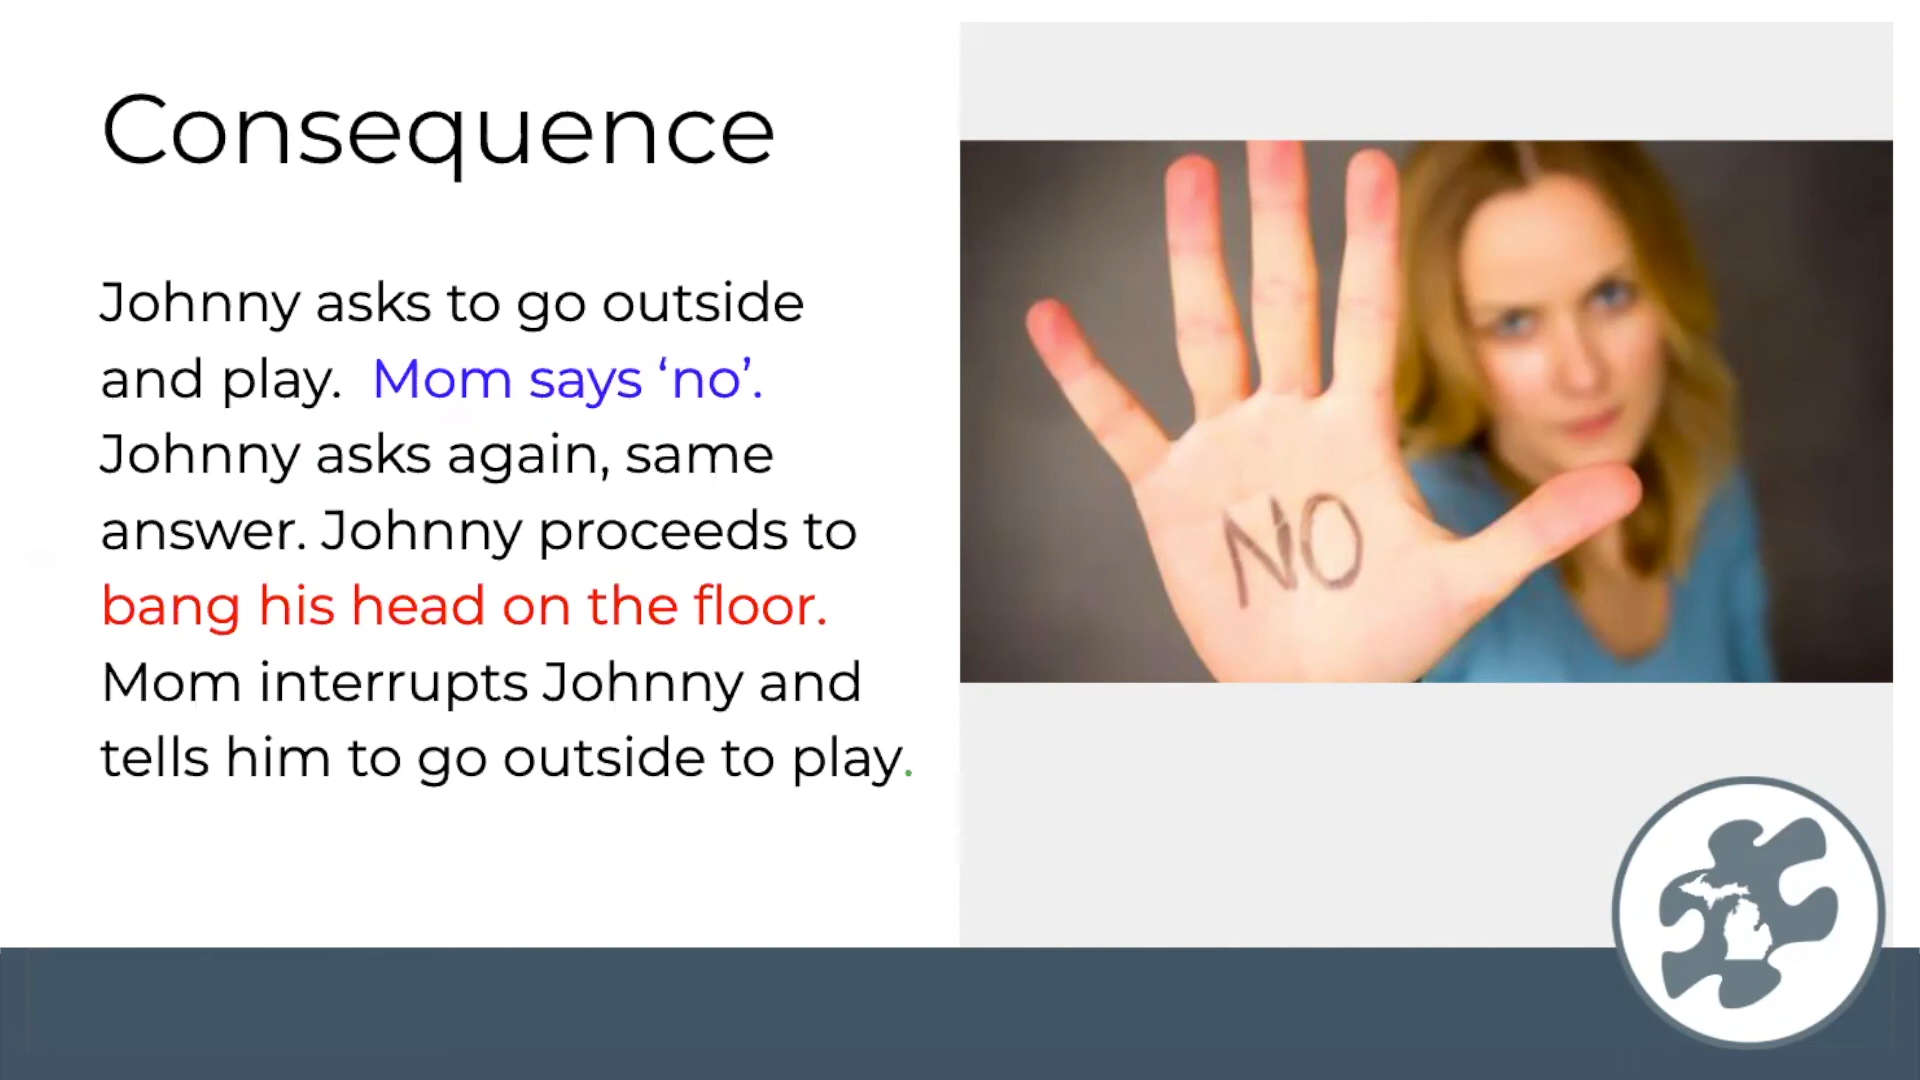 Consequence
Johnny asks to go outside
and play. Mom says ‘no’.
Johnny asks again, same
answer. Johnny proceeds to
bang his head on the floor.
Mom interrupts Johnny and
tells him to go outside to play.
NO